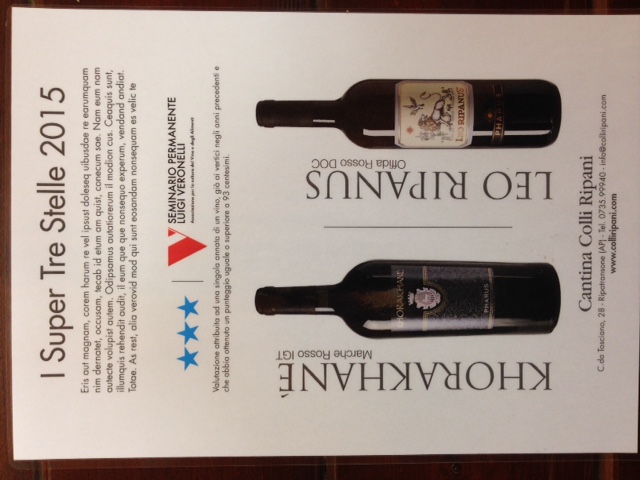 I Super Tre Stelle 2015
Eris aut magnam, corem harum re vel ipsust doleseq uibusdae re earumquam
nim dernatet, occusam, tecab id etum am quist, conecum sae. Nam eum nam
autecte volupist autem. Odipsamus autatiorerum il modion cus. Ceaquis sunt,
illumquis rehendit audit, il eum que que nonsequo experum, vendand andiat.
Totae. As rest, alia verovid mod qui sunt eosandam nonsequam es velic te
SEMINARIO PERMANENTE
LUIGI VERONELLI
Associazione per la cultura del Vino e degli Alimenti
Valutazione attribuita ad una singola annata di un vino, già ai vertici negli anni precedenti e
che abbia ottenuto un punteggio uguale o superiore a 93 centesimi.
KHORAKHANÉ
Marche Rosso IGT
KHORAKHANÉ
PHARUS
LEO RIPANUS
Offida Rosso DOC
LEO RIPANUS
PHARUS
Cantina Colli Ripani
C.da Tosciano, 28 - Ripatransone (AP) - Tel. 0735.99940 - info@colliripani.com
www.colliripani.com